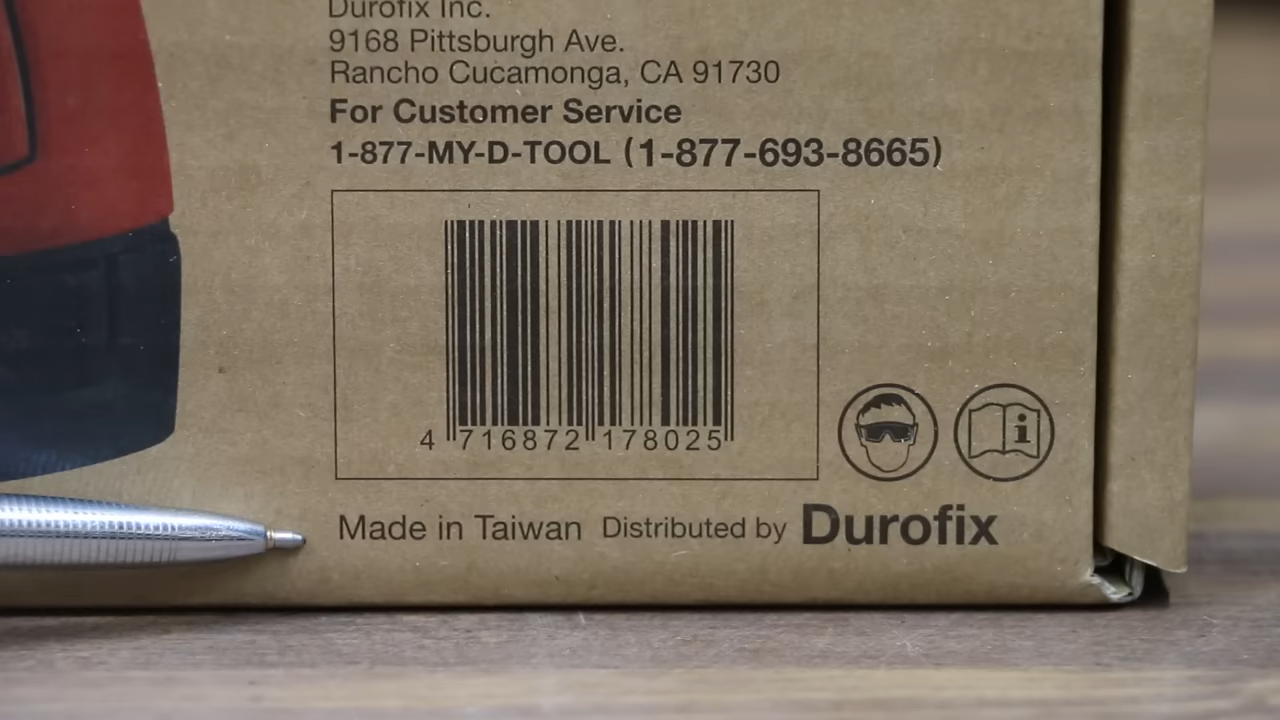 Durofix Inc.
9168 Pittsburgh Ave.
Rancho Cucamonga, CA 91730
For Customer Service
1-877-MY-D-TOOL (1-877-693-8665)
4 716872 178025
i
Made in Taiwan Distributed by Durofix